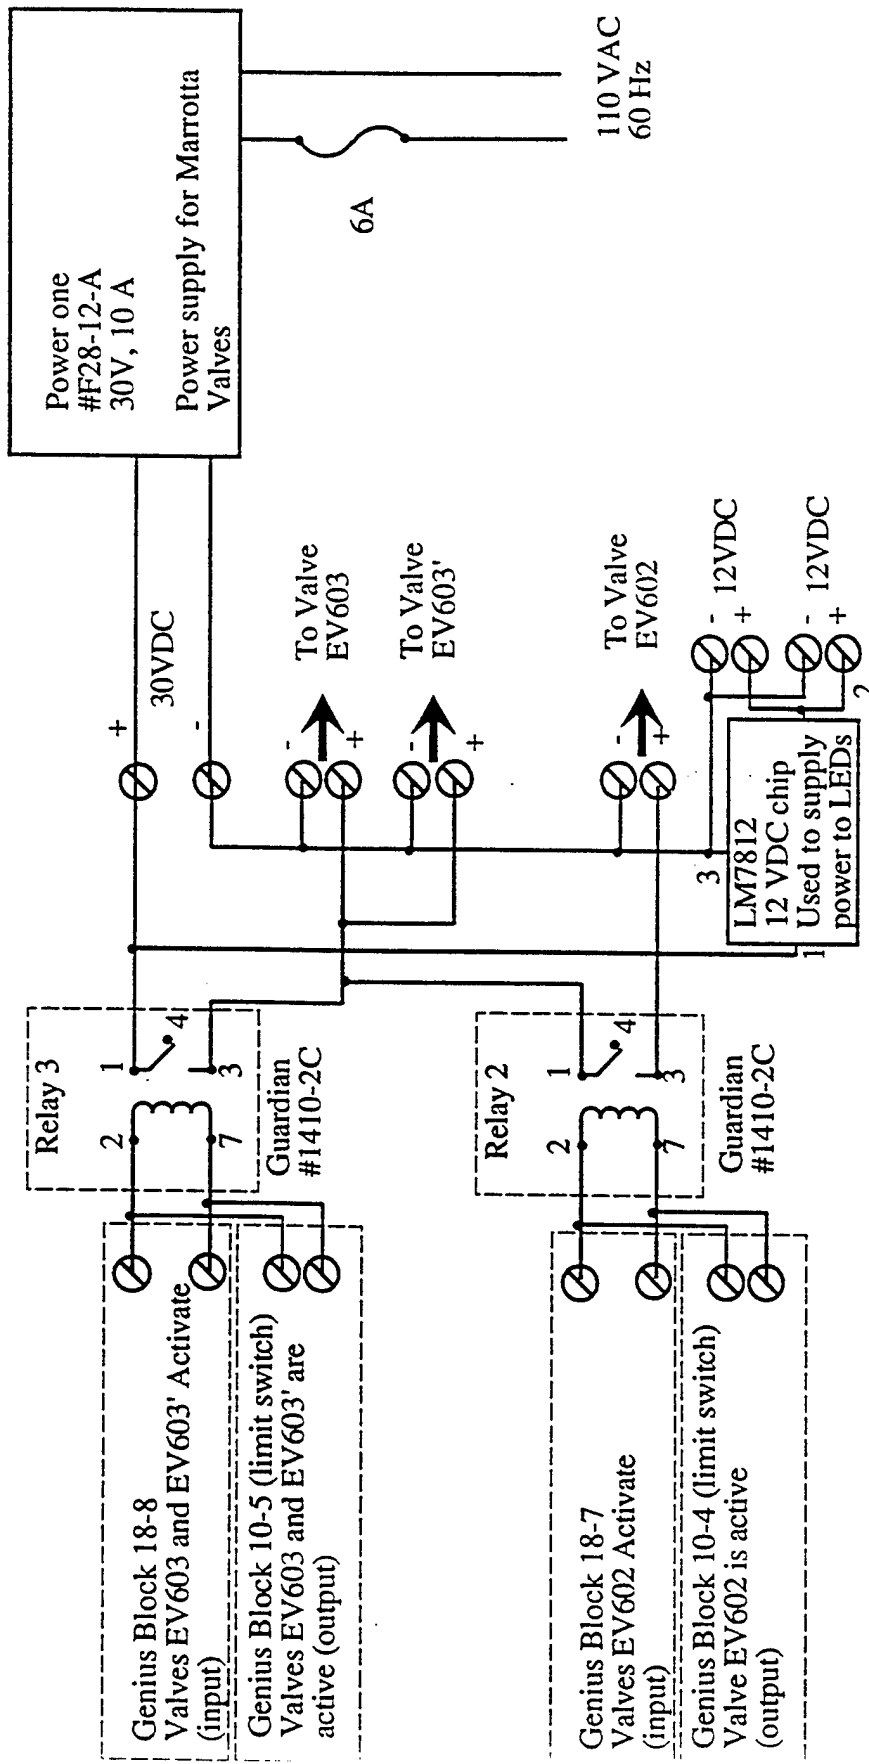 Genius Block 18-8
Valves EV603 and EV603' Activate
(input)
Genius Block 10-5 (limit switch)
Valves EV603 and EV603' are
active (output)
Relay 3
2
7
1
4
3
Guardian
#1410-2C
+
30VDC
-
Power one
#F28-12-A
30V, 10 A
Power supply for Marrotta
Valves
6A
110 VAC
60 Hz
-
To Valve
EV603
+
-
To Valve
EV603'
+
Genius Block 18-7
Valves EV602 Activate
(input)
Genius Block 10-4 (limit switch)
Valve EV602 is active
(output)
Relay 2
2
7
1
4
3
Guardian
#1410-2C
-
To Valve
EV602
+
3
LM7812
12 VDC chip
Used to supply
power to LEDs
1
2
- 12VDC
+
- 12VDC
+